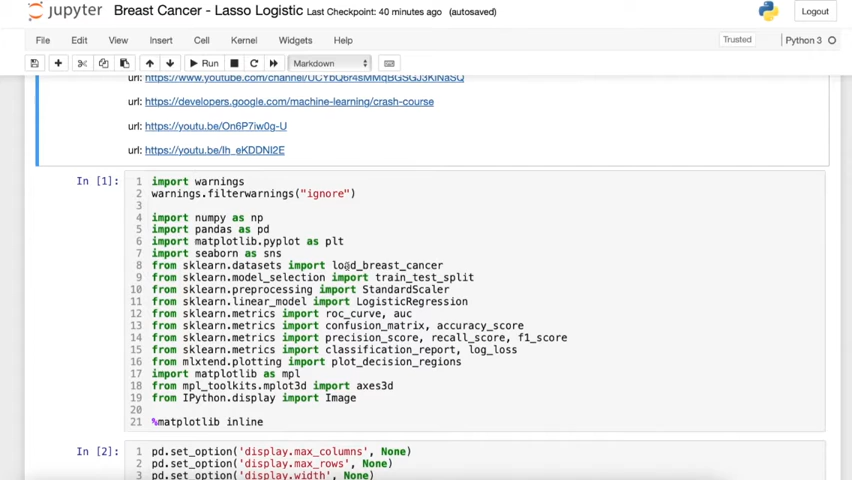 jupyter Breast Cancer - Lasso Logistic Last Checkpoint: 40 minutes ago (autosaved)
Logout
File Edit View Insert Cell Kernel Widgets Help
Trusted Python 3
Run Markdown
url:
url: https://developers.google.com/machine-learning/crash-course
url: https://youtu.be/On6P7iw0g-U
url: https://youtu.be/Ih_eKDDNI2E
In [1]:
1 import warnings
2 warnings.filterwarnings("ignore")
3
4 import numpy as np
5 import pandas as pd
6 import matplotlib.pyplot as plt
7 import seaborn as sns
8 from sklearn.datasets import load_breast_cancer
9 from sklearn.model_selection import train_test_split
10 from sklearn.preprocessing import StandardScaler
11 from sklearn.linear_model import LogisticRegression
12 from sklearn.metrics import roc_curve, auc
13 from sklearn.metrics import confusion_matrix, accuracy_score
14 from sklearn.metrics import precision_score, recall_score, f1_score
15 from sklearn.metrics import classification_report, log_loss
16 from mlxtend.plotting import plot_decision_regions
17 import matplotlib as mpl
18 from mpl_toolkits.mplot3d import axes3d
19 from IPython.display import Image
20
21 %matplotlib inline
In [2]:
1 pd.set_option('display.max_columns', None)
2 pd.set_option('display.max_rows', None)
3 pd.set_option('display.width', None)